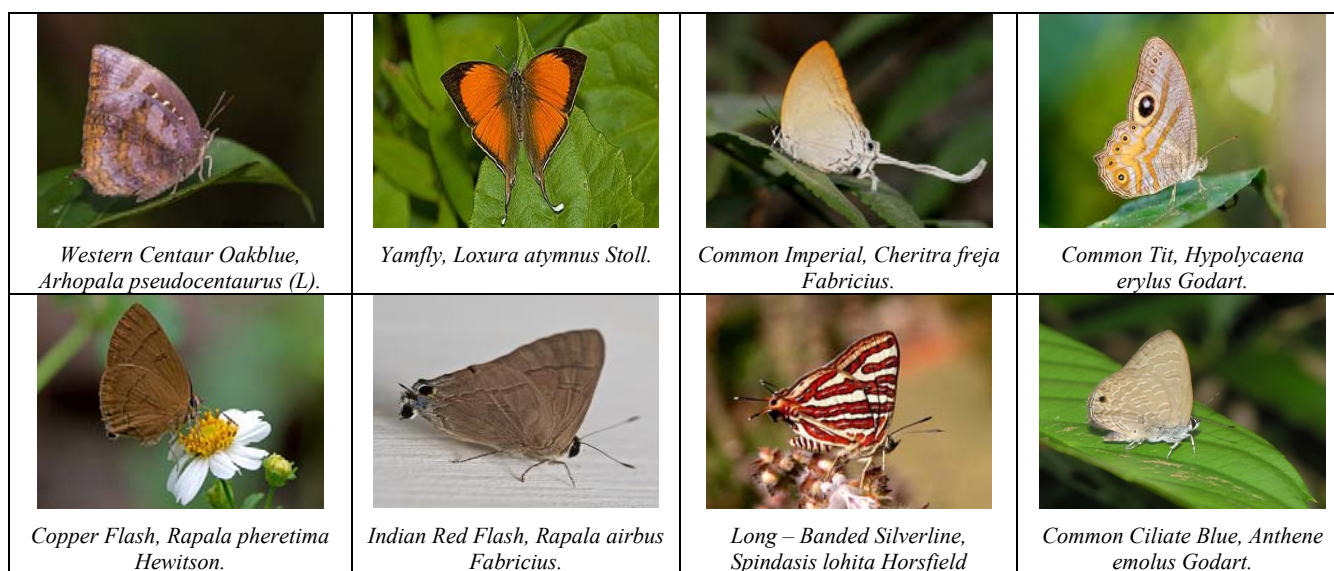 Western Centaur Oakblue,
Arhopala pseudocentaurus (L).
Yamfly, Loxura atymnus Stoll.
Common Imperial, Cheritra freja
Fabricius.
Common Tit, Hypolycaena
erylus Godart.
Copper Flash, Rapala pheretima
Hewitson.
Indian Red Flash, Rapala airbus
Fabricius.
Long – Banded Silverline,
Spindasis lohita Horsfield
Common Ciliate Blue, Anthene
emolus Godart.